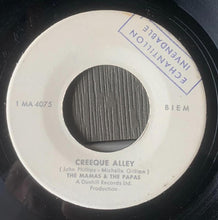 ECHANTILLON
INVENDABLE
1 MA 4075
BIEM
CREEQUE ALLEY
( John Phillips - Michelle Gilliam )
THE MAMAS & THE PAPAS
A Dunhill Records Ltd.
Production